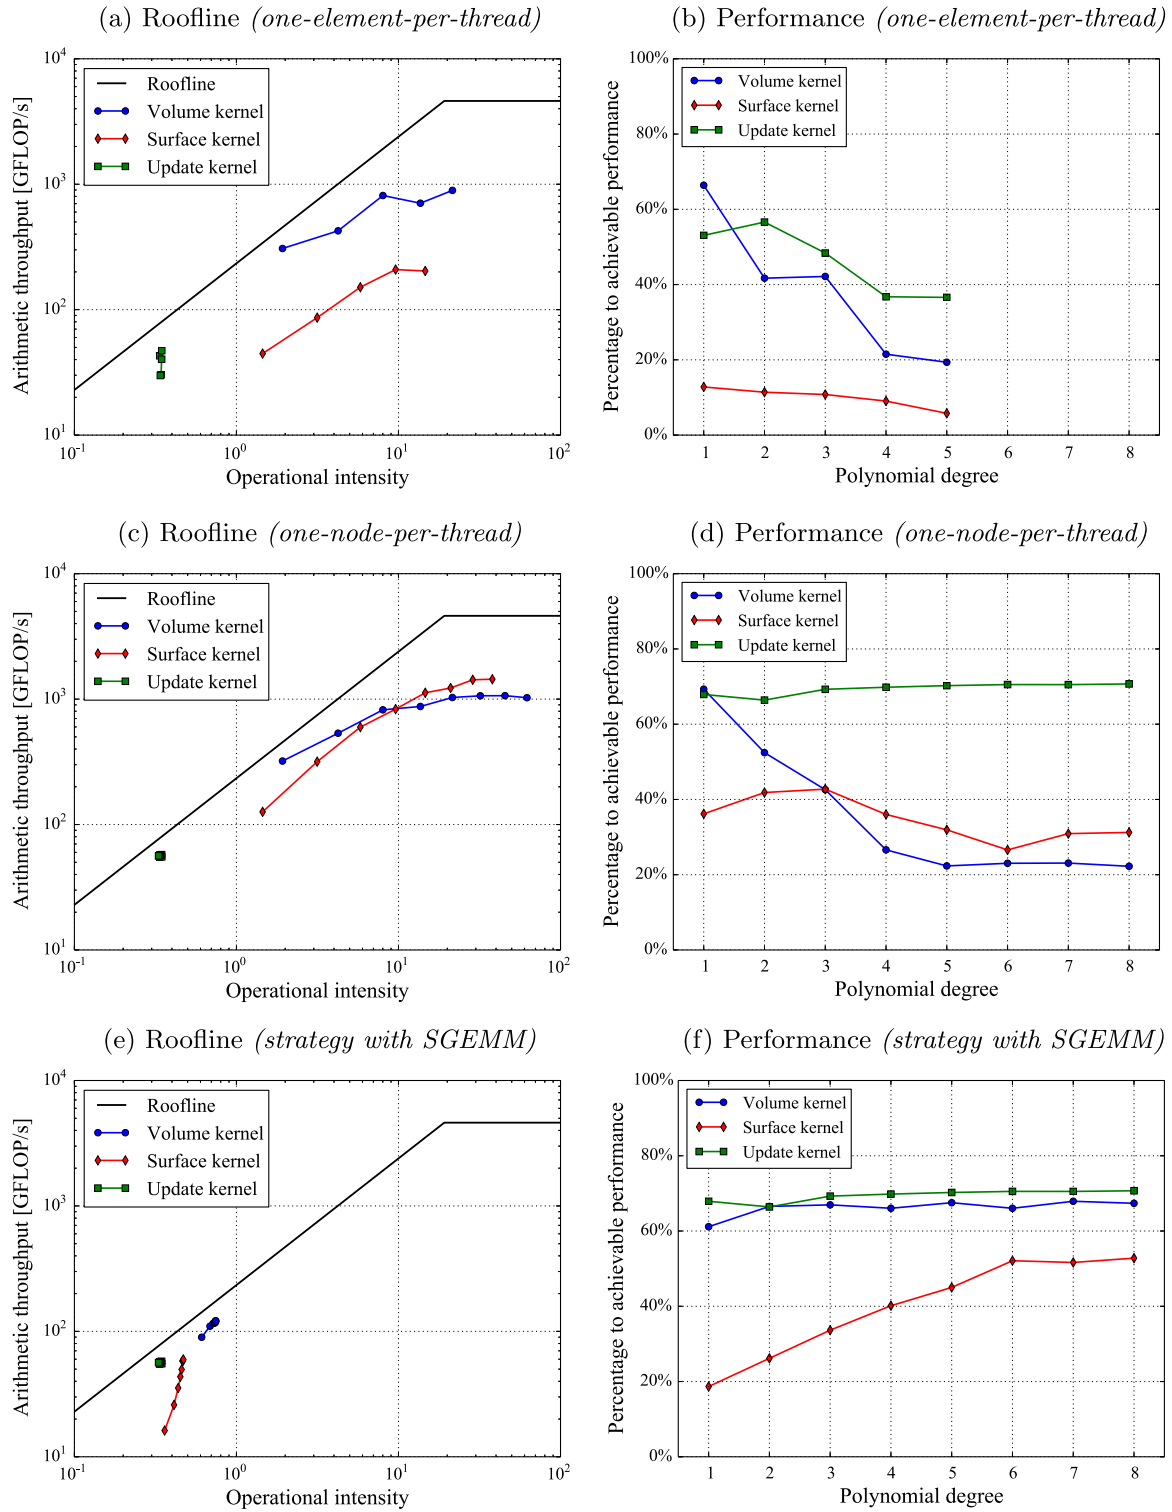 (a) Roofline (one-element-per-thread)
10^4
10^3
10^2
10^1
Arithmetic throughput [GFLOP/s]
Roofline
Volume kernel
Surface kernel
Update kernel
10^-1 10^0 10^1 10^2
Operational intensity
(b) Performance (one-element-per-thread)
100%
80%
60%
40%
20%
0%
Percentage to achievable performance
Volume kernel
Surface kernel
Update kernel
1 2 3 4 5 6 7 8
Polynomial degree
(c) Roofline (one-node-per-thread)
10^4
10^3
10^2
10^1
Arithmetic throughput [GFLOP/s]
Roofline
Volume kernel
Surface kernel
Update kernel
10^-1 10^0 10^1 10^2
Operational intensity
(d) Performance (one-node-per-thread)
100%
80%
60%
40%
20%
0%
Percentage to achievable performance
Volume kernel
Surface kernel
Update kernel
1 2 3 4 5 6 7 8
Polynomial degree
(e) Roofline (strategy with SGEMM)
10^4
10^3
10^2
10^1
Arithmetic throughput [GFLOP/s]
Roofline
Volume kernel
Surface kernel
Update kernel
10^-1 10^0 10^1 10^2
Operational intensity
(f) Performance (strategy with SGEMM)
100%
80%
60%
40%
20%
0%
Percentage to achievable performance
Volume kernel
Surface kernel
Update kernel
1 2 3 4 5 6 7 8
Polynomial degree